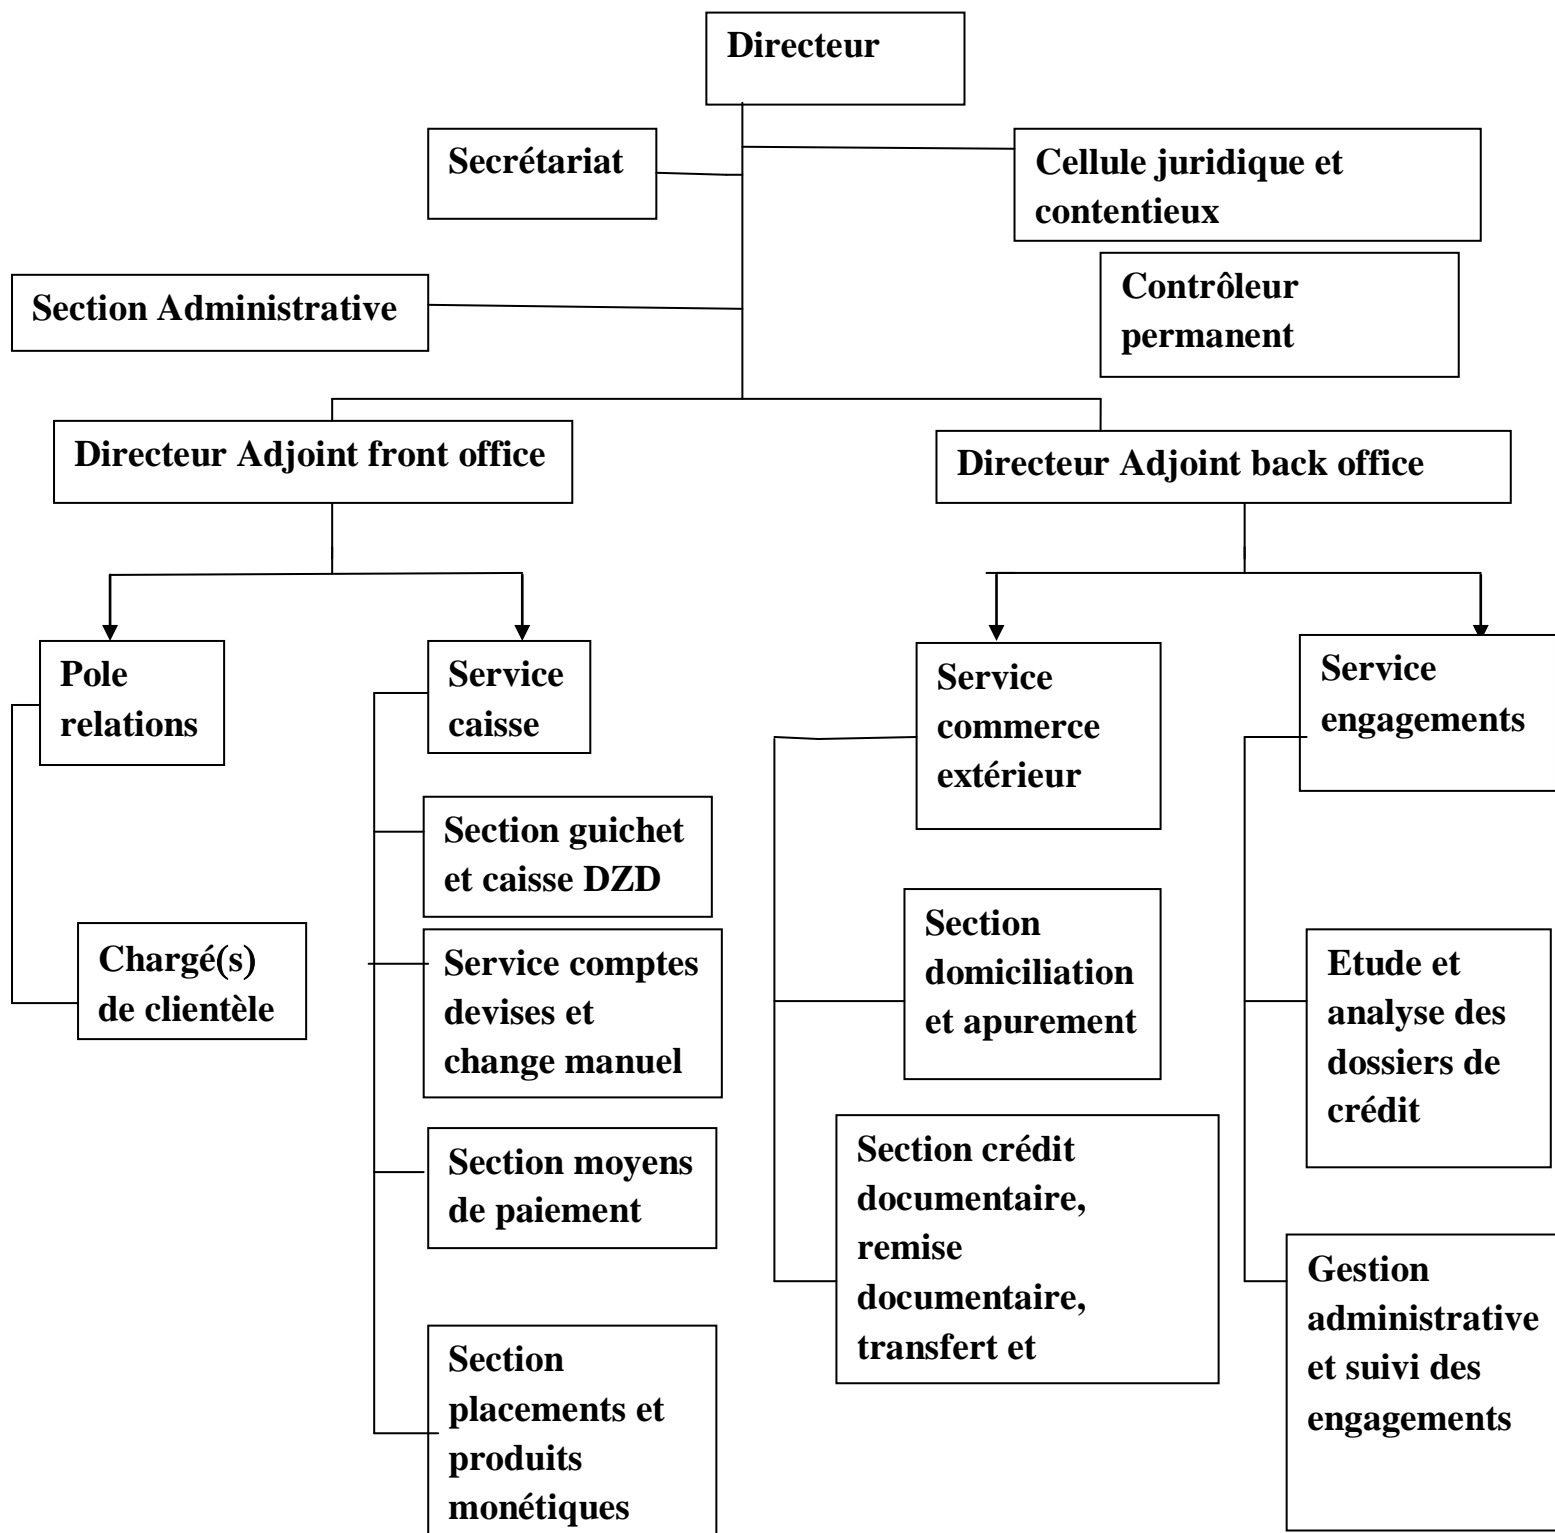 Directeur
Secrétariat
Cellule juridique et
contentieux
Contrôleur
permanent
Section Administrative
Directeur Adjoint front office
Directeur Adjoint back office
Pole
relations
Service
caisse
Service
commerce
extérieur
Service
engagements
Section guichet
et caisse DZD
Chargé(s)
de clientèle
Service comptes
devises et
change manuel
Section
domiciliation
et apurement
Etude et
analyse des
dossiers de
crédit
Section moyens
de paiement
Section crédit
documentaire,
remise
documentaire,
transfert et
Gestion
administrative
et suivi des
engagements
Section
placements et
produits
monétiques